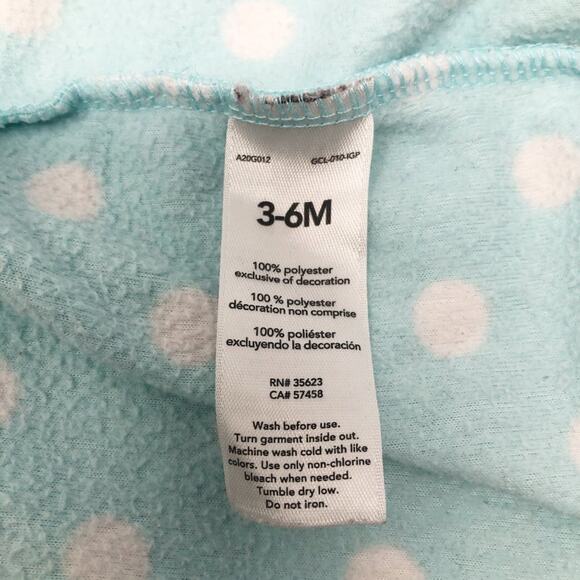 A20G012 GCL-010-IGP
3-6M
100% polyester
exclusive of decoration
100 % polyester
décoration non comprise
100% poliéster
excluyendo la decoración
RN# 35623
CA# 57458
Wash before use.
Turn garment inside out.
Machine wash cold with like
colors. Use only non-chlorine
bleach when needed.
Tumble dry low.
Do not iron.